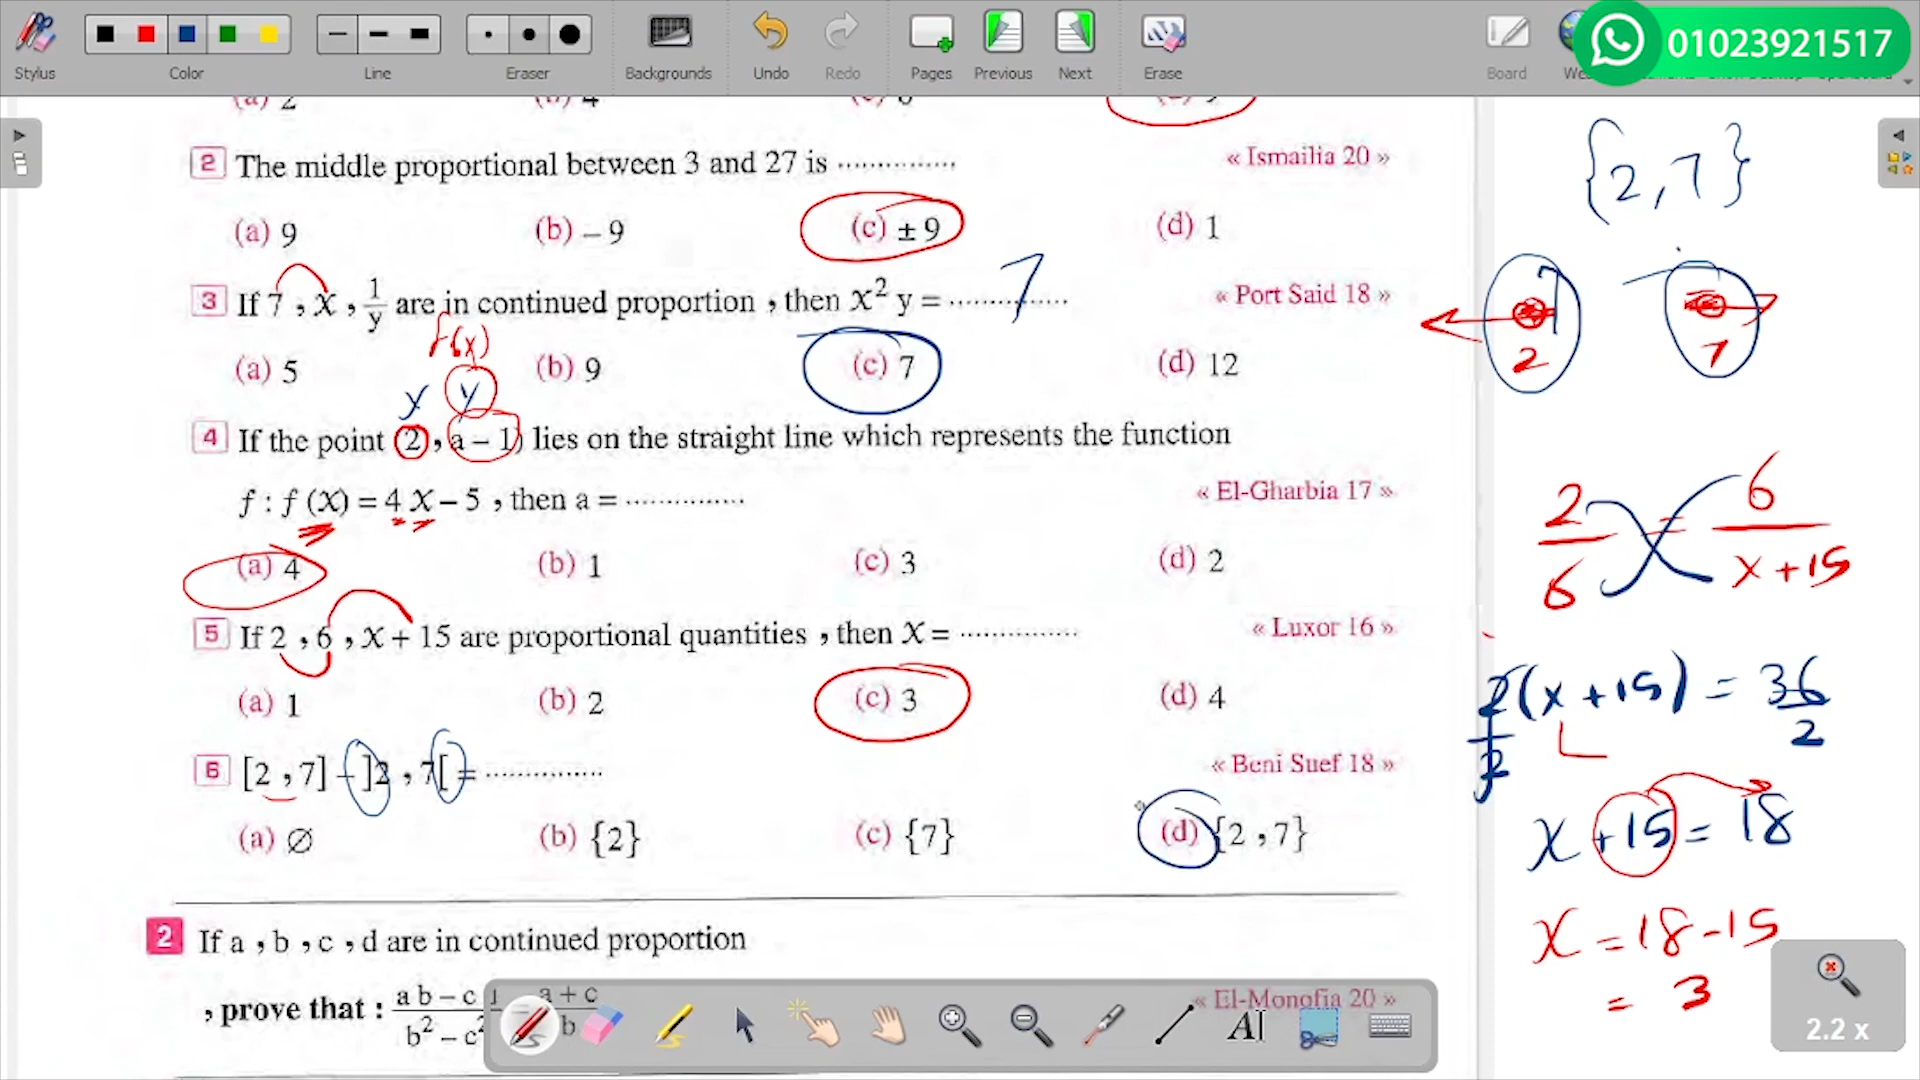 Stylus
Color
Line
Eraser
Backgrounds
Undo
Redo
Pages
Previous
Next
Erase
Board
01023921517
(a) 2
(b) 4
2 The middle proportional between 3 and 27 is ............... « Ismailia 20 »
(a) 9 (b) – 9 (c) ± 9 (d) 1
3 If 7 , X , 1/y are in continued proportion , then X² y = ............... « Port Said 18 »
7
f(x)
(a) 5 (b) 9 (c) 7 (d) 12
x y
4 If the point (2 , a – 1) lies on the straight line which represents the function
f : f (X) = 4 X – 5 , then a = ............... « El-Gharbia 17 »
(a) 4 (b) 1 (c) 3 (d) 2
5 If 2 , 6 , X + 15 are proportional quantities , then X = ............... « Luxor 16 »
(a) 1 (b) 2 (c) 3 (d) 4
6 [2 , 7] – ]2 , 7[ = ............... « Beni Suef 18 »
(a) ∅ (b) {2} (c) {7} (d) {2 , 7}
2 If a , b , c , d are in continued proportion
, prove that : a b – c d / b² – c² = a + c / b « El-Monofia 20 »
{2, 7}
2 7
2/6 = 6/x+15
2(x+15)/2 = 36/2
x +15 = 18
x = 18-15
= 3
2.2 x